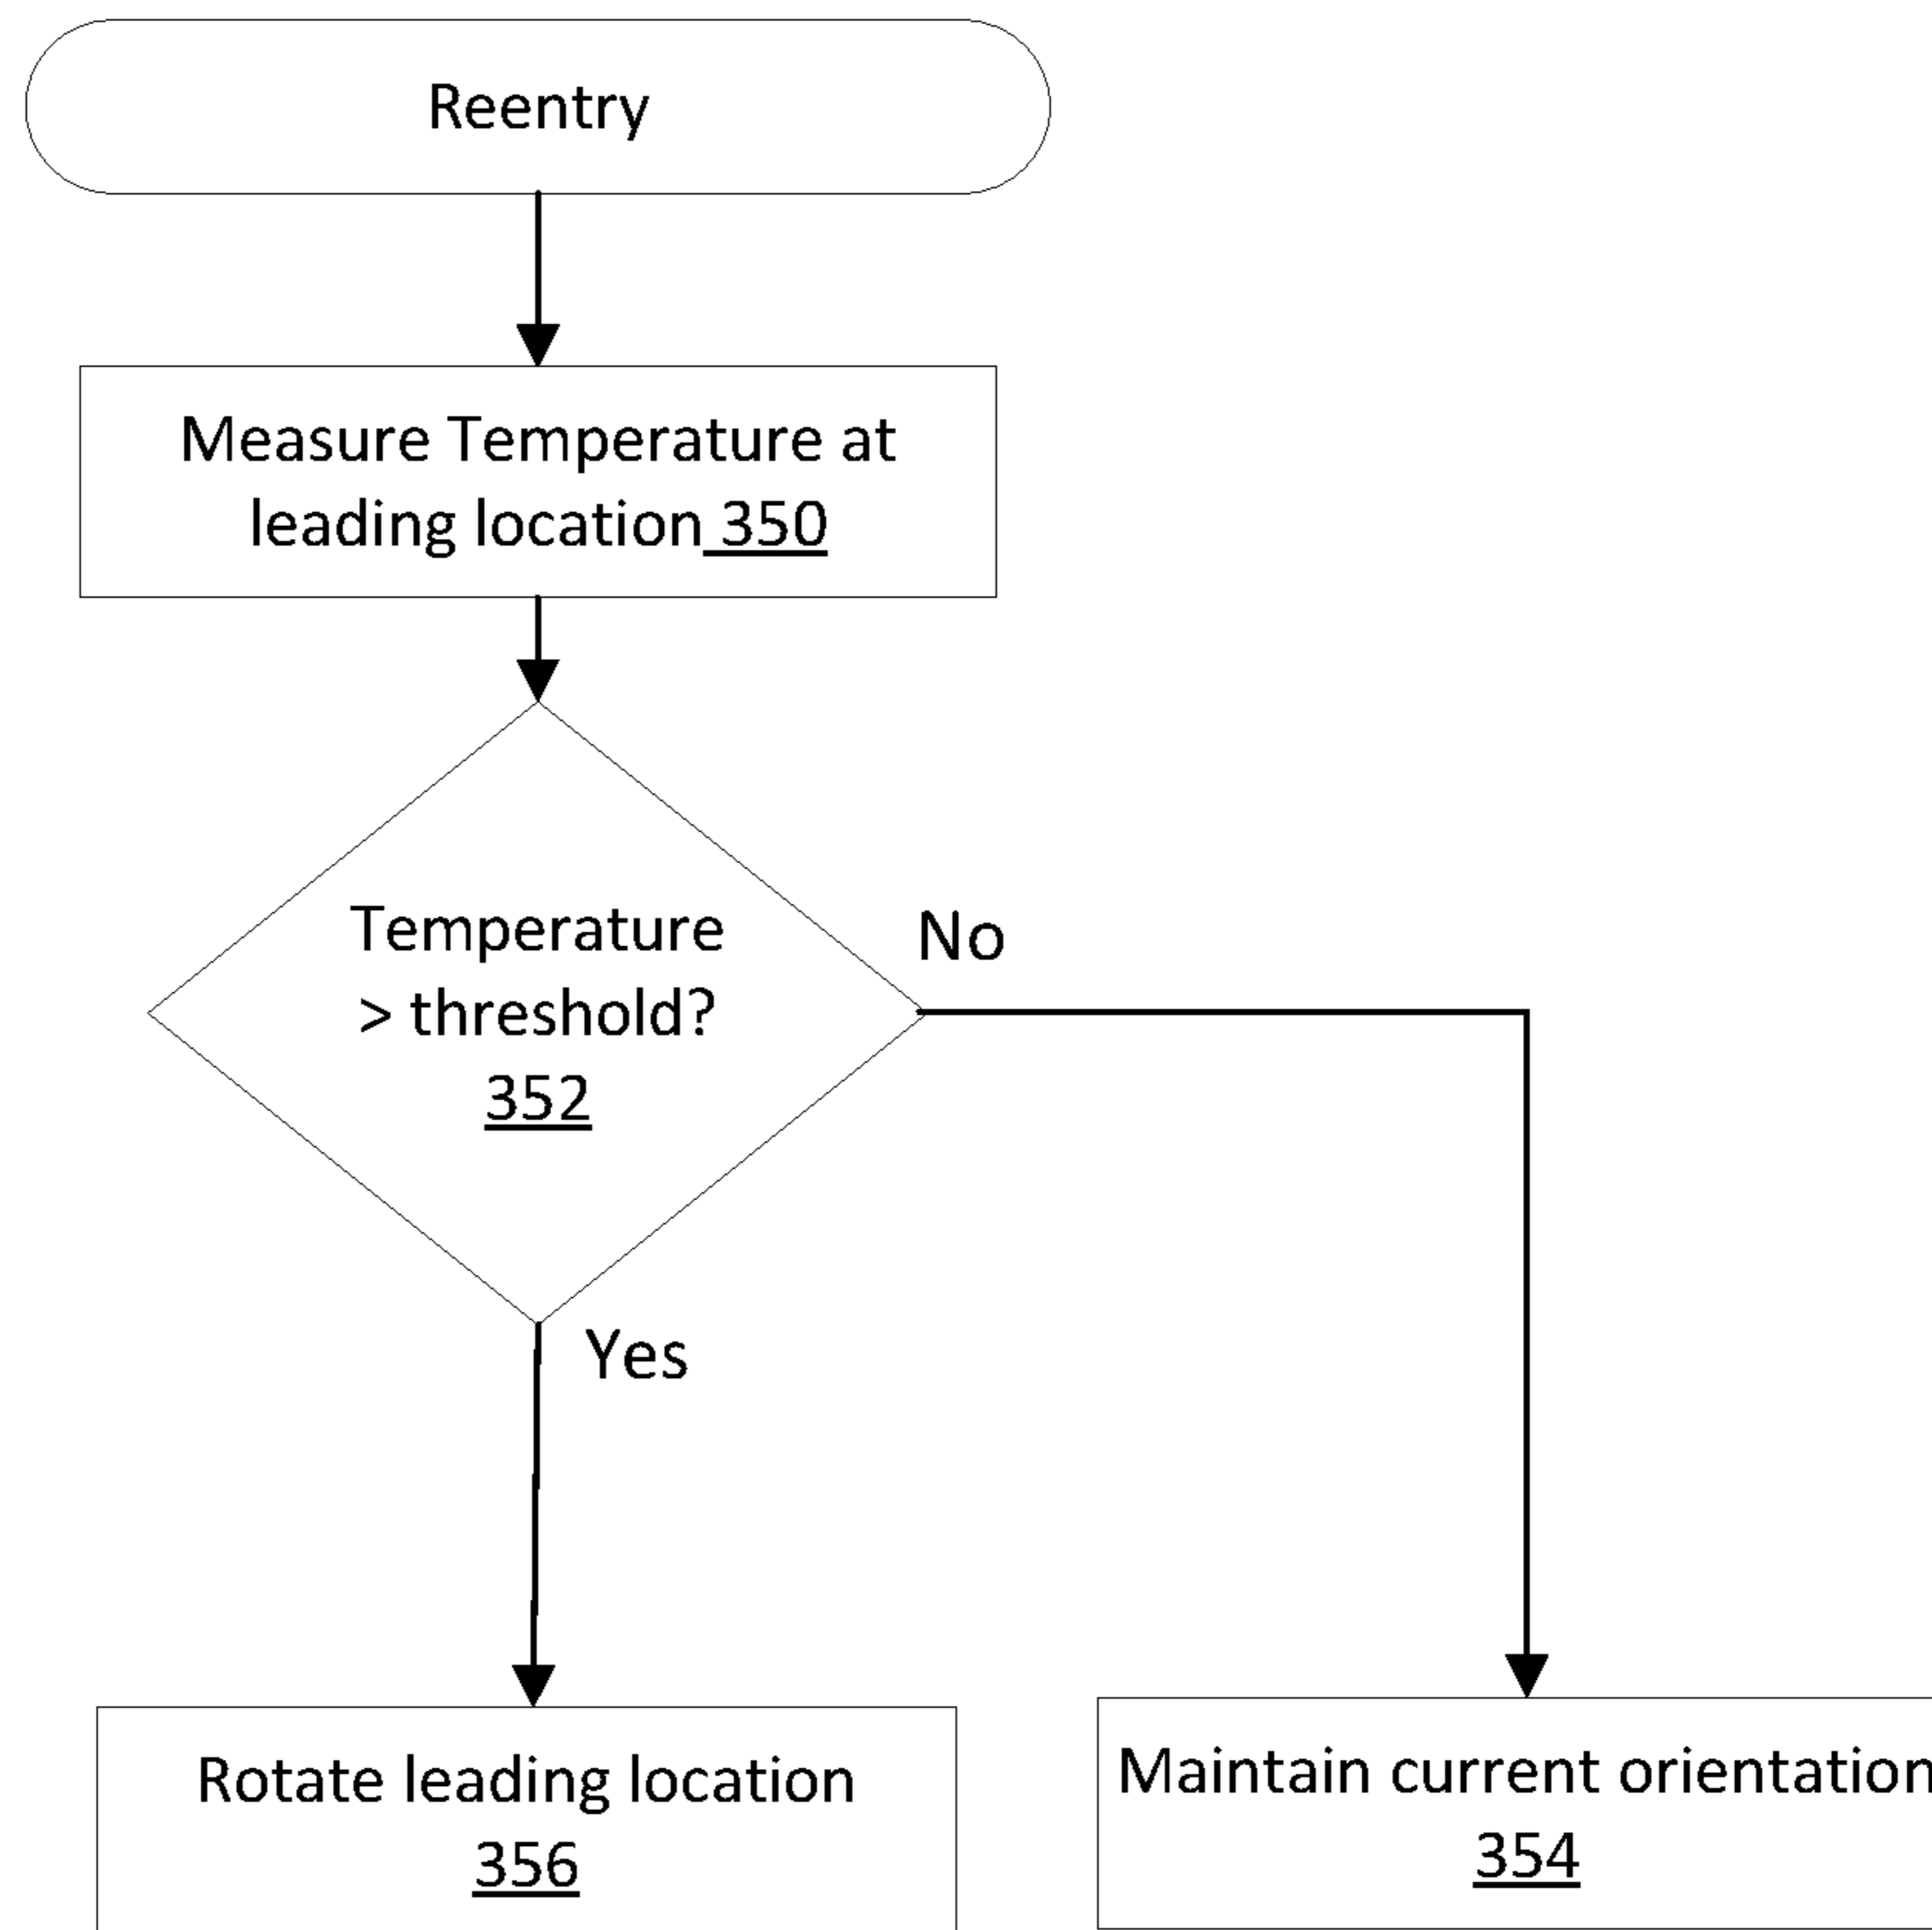 Reentry
Measure Temperature at
leading location 350
Temperature
> threshold?
352
No
Yes
Rotate leading location
356
Maintain current orientation
354